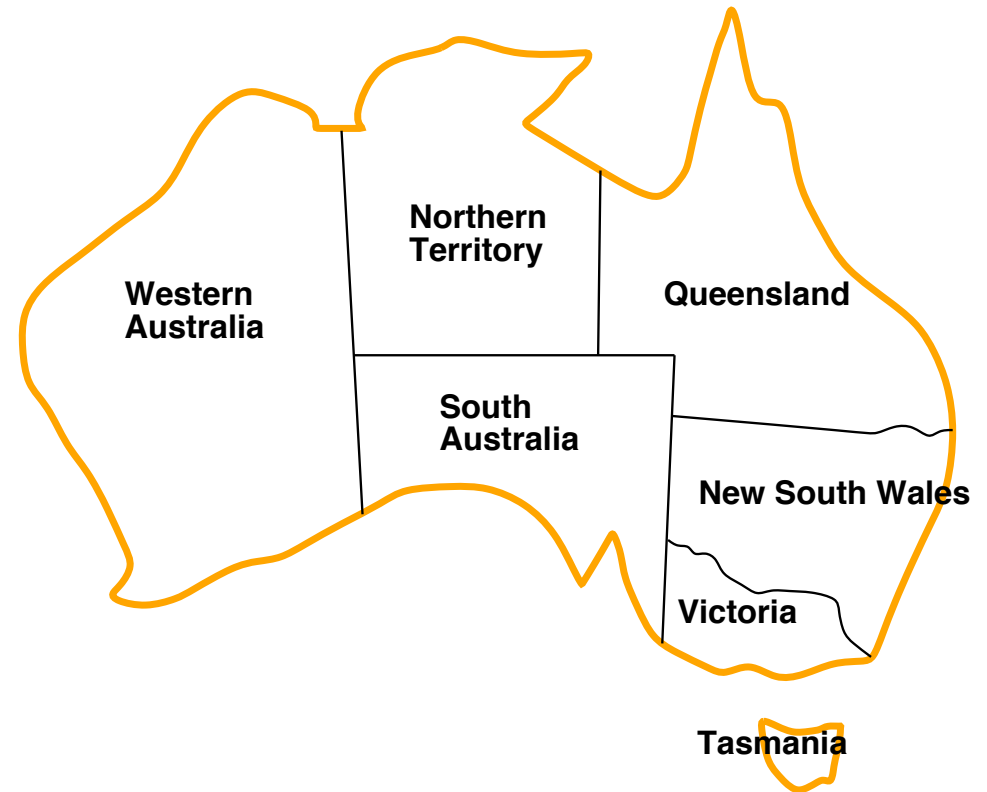 Northern
Territory
Western
Australia
Queensland
South
Australia
New South Wales
Victoria
Tasmania